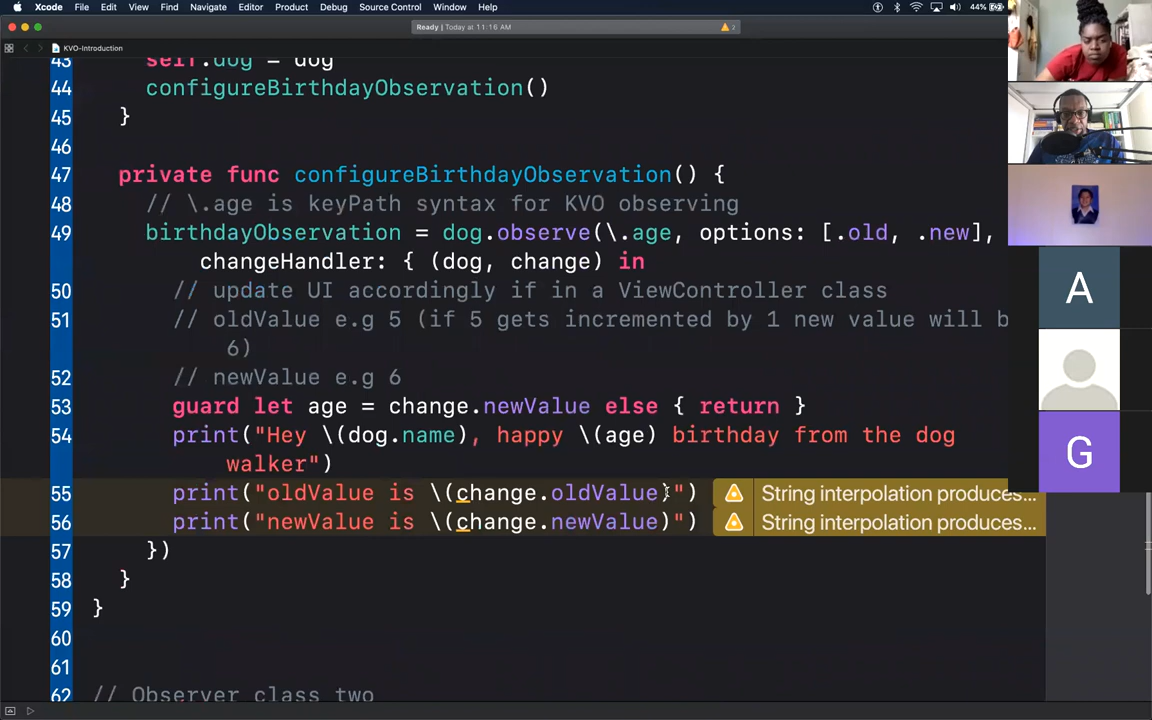 Xcode File Edit View Find Navigate Editor Product Debug Source Control Window Help 44%
Ready | Today at 11:16 AM 2
KVO-Introduction
43 self.dog = dog
44 configureBirthdayObservation()
45 }
46
47 private func configureBirthdayObservation() {
48 // \.age is keyPath syntax for KVO observing
49 birthdayObservation = dog.observe(\.age, options: [.old, .new],
changeHandler: { (dog, change) in
50 // update UI accordingly if in a ViewController class
51 // oldValue e.g 5 (if 5 gets incremented by 1 new value will b
6)
52 // newValue e.g 6
53 guard let age = change.newValue else { return }
54 print("Hey \(dog.name), happy \(age) birthday from the dog
walker")
55 print("oldValue is \(change.oldValue)") String interpolation produces...
56 print("newValue is \(change.newValue)") String interpolation produces...
57 })
58 }
59 }
60
61
62 // Observer class two
A
G